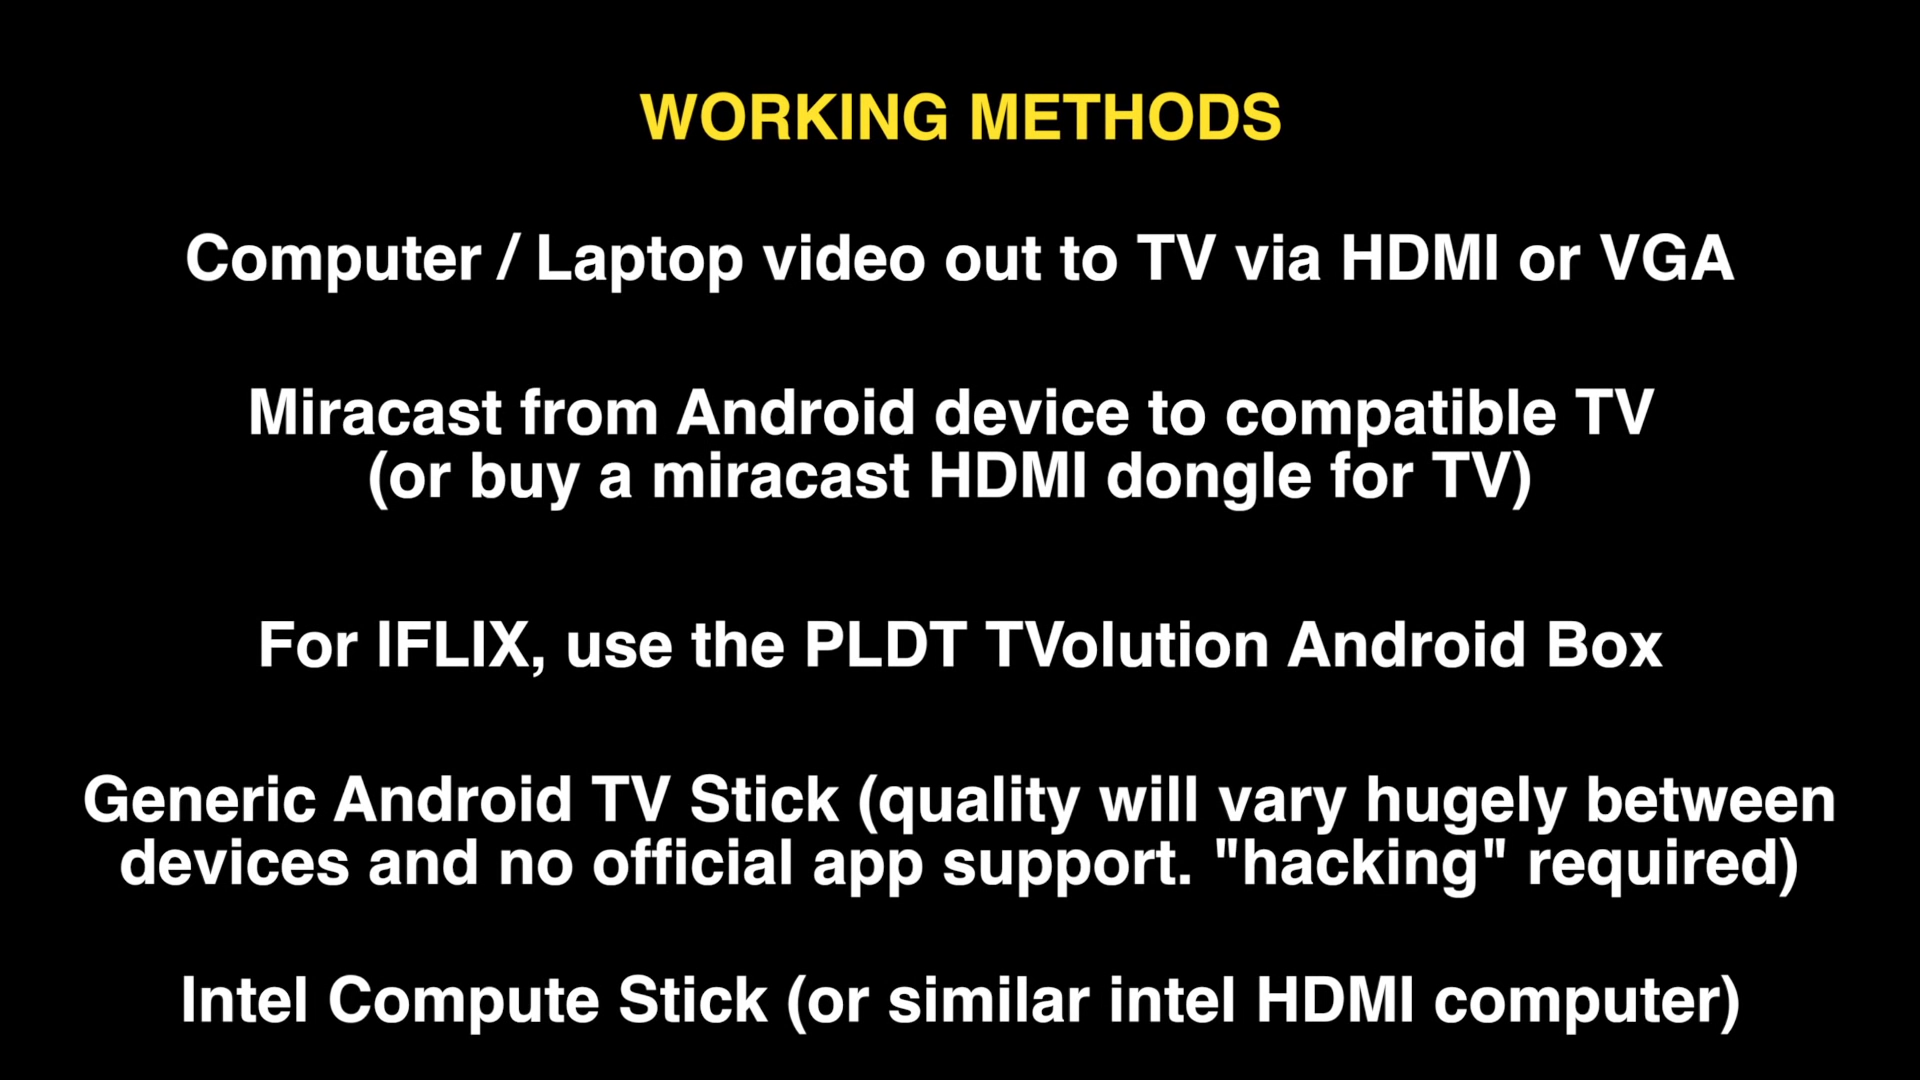 WORKING METHODS
Computer / Laptop video out to TV via HDMI or VGA
Miracast from Android device to compatible TV
(or buy a miracast HDMI dongle for TV)
For IFLIX, use the PLDT TVolution Android Box
Generic Android TV Stick (quality will vary hugely between
devices and no official app support. "hacking" required)
Intel Compute Stick (or similar intel HDMI computer)